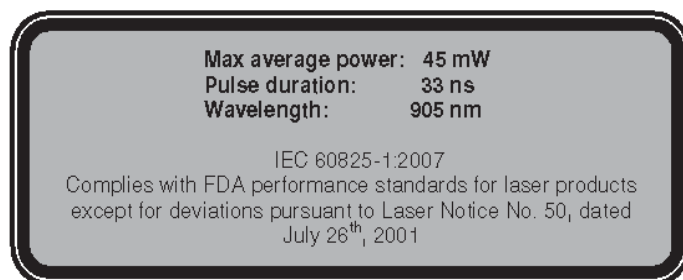 Max average power: 45 mW
Pulse duration: 33 ns
Wavelength: 905 nm
IEC 60825-1:2007
Complies with FDA performance standards for laser products
except for deviations pursuant to Laser Notice No. 50, dated
July 26th, 2001